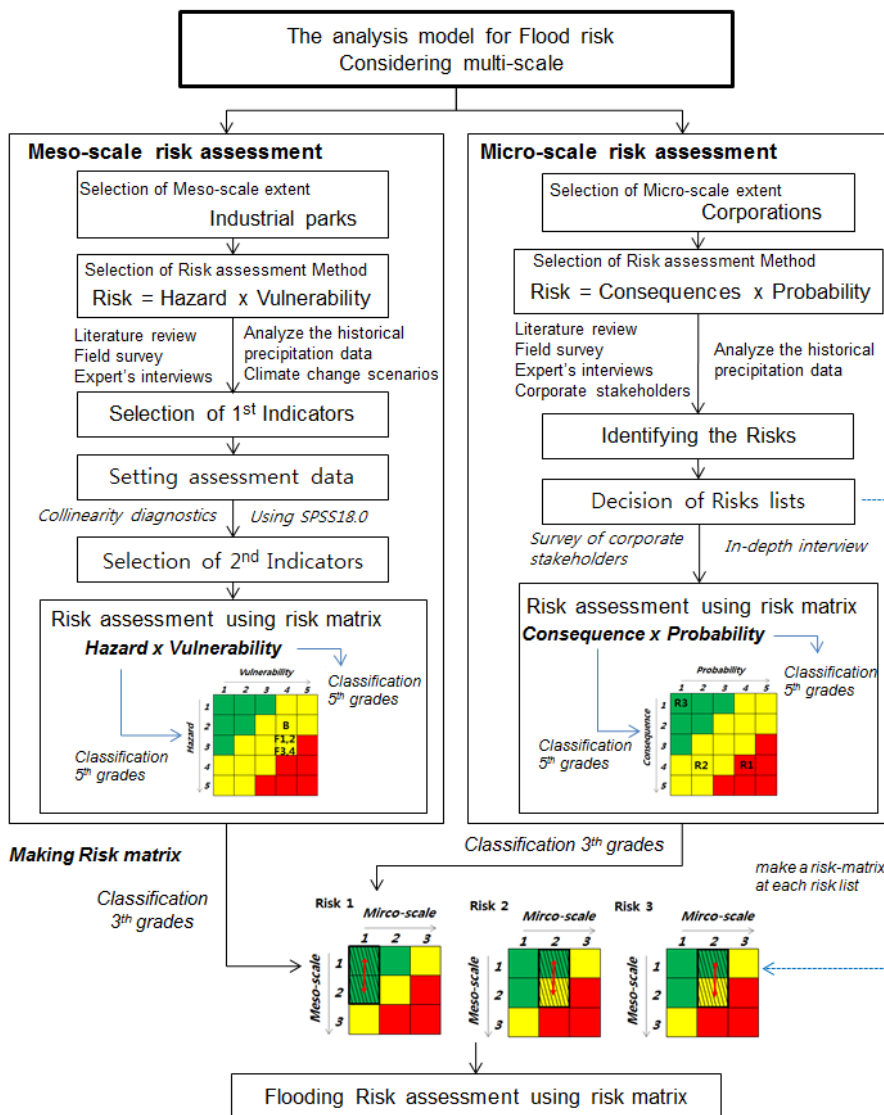 The analysis model for Flood risk
Considering multi-scale
Meso-scale risk assessment
Selection of Meso-scale extent
Industrial parks
Selection of Risk assessment Method
Risk = Hazard x Vulnerability
Literature review
Field survey
Expert's interviews
Analyze the historical
precipitation data
Climate change scenarios
Selection of 1st Indicators
Setting assessment data
Collinearity diagnostics
Using SPSS18.0
Selection of 2nd Indicators
Risk assessment using risk matrix
Hazard x Vulnerability
Classification
5th grades
Vulnerability
1 2 3 4 5
Hazard
1
2
3
4
5
B
F1,2
F3,4
Classification
5th grades
Micro-scale risk assessment
Selection of Micro-scale extent
Corporations
Selection of Risk assessment Method
Risk = Consequences x Probability
Literature review
Field survey
Expert's interviews
Corporate stakeholders
Analyze the historical
precipitation data
Identifying the Risks
Decision of Risks lists
Survey of corporate
stakeholders
In-depth interview
Risk assessment using risk matrix
Consequence x Probability
Classification
5th grades
Probability
1 2 3 4 5
Consequence
1
2
3
4
5
R3
R2
R1
Classification
5th grades
Making Risk matrix
Classification
3th grades
Classification 3th grades
make a risk-matrix
at each risk list
Risk 1
Mirco-scale
1 2 3
Meso-scale
1
2
3
Risk 2
Mirco-scale
1 2 3
Meso-scale
1
2
3
Risk 3
Mirco-scale
1 2 3
Meso-scale
1
2
3
Flooding Risk assessment using risk matrix